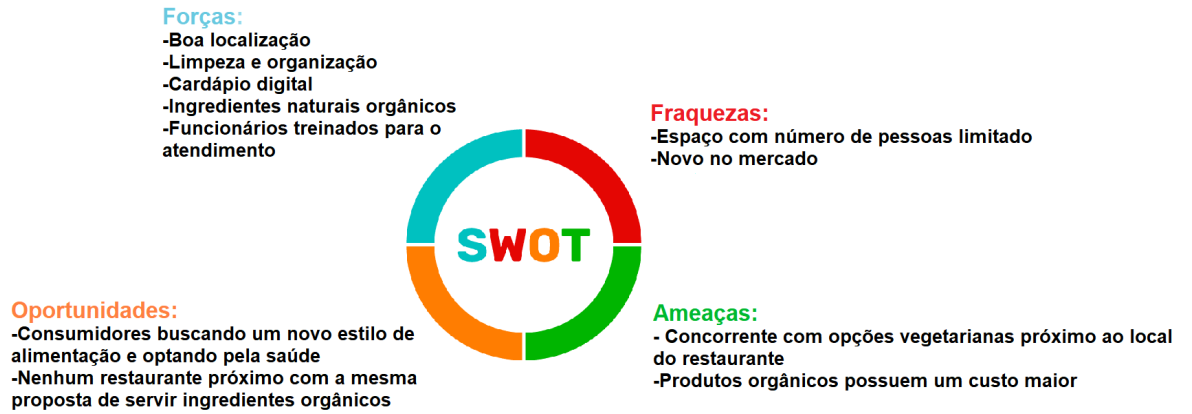 Forças:
-Boa localização
-Limpeza e organização
-Cardápio digital
-Ingredientes naturais orgânicos
-Funcionários treinados para o
atendimento
Fraquezas:
-Espaço com número de pessoas limitado
-Novo no mercado
SWOT
Oportunidades:
-Consumidores buscando um novo estilo de
alimentação e optando pela saúde
-Nenhum restaurante próximo com a mesma
proposta de servir ingredientes orgânicos
Ameaças:
- Concorrente com opções vegetarianas próximo ao local
do restaurante
-Produtos orgânicos possuem um custo maior